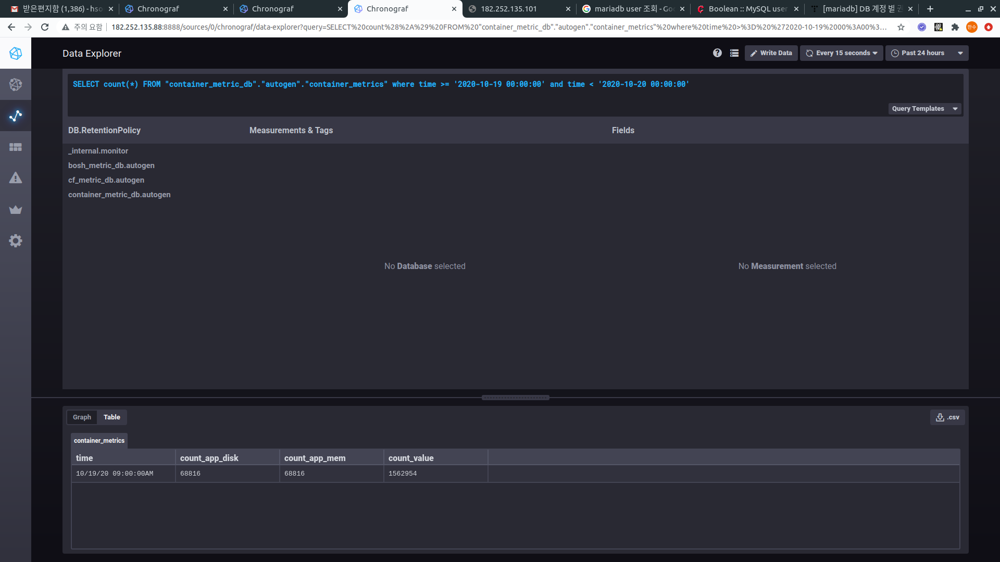 받은편지함 (1,386) - hso
Chronograf
Chronograf
Chronograf
182.252.135.101
mariadb user 조회 - Go
Boolean :: MySQL user
[mariadb] DB 계정 별 권
주의 요함
182.252.135.88:8888/sources/0/chronograf/data-explorer?query=SELECT%20count%28%2A%29%20FROM%20"container_metric_db"."autogen"."container_metrics"%20where%20time%20>%3D%20%272020-10-19%2000%3A00%3...
한수
Data Explorer
Write Data
Every 15 seconds
Past 24 hours
SELECT count(*) FROM "container_metric_db"."autogen"."container_metrics" where time >= '2020-10-19 00:00:00' and time < '2020-10-20 00:00:00'
Query Templates
DB.RetentionPolicy
Measurements & Tags
Fields
_internal.monitor
bosh_metric_db.autogen
cf_metric_db.autogen
container_metric_db.autogen
No Database selected
No Measurement selected
Graph
Table
.csv
container_metrics
time count_app_disk count_app_mem count_value
10/19/20 09:00:00AM 68816 68816 1562954